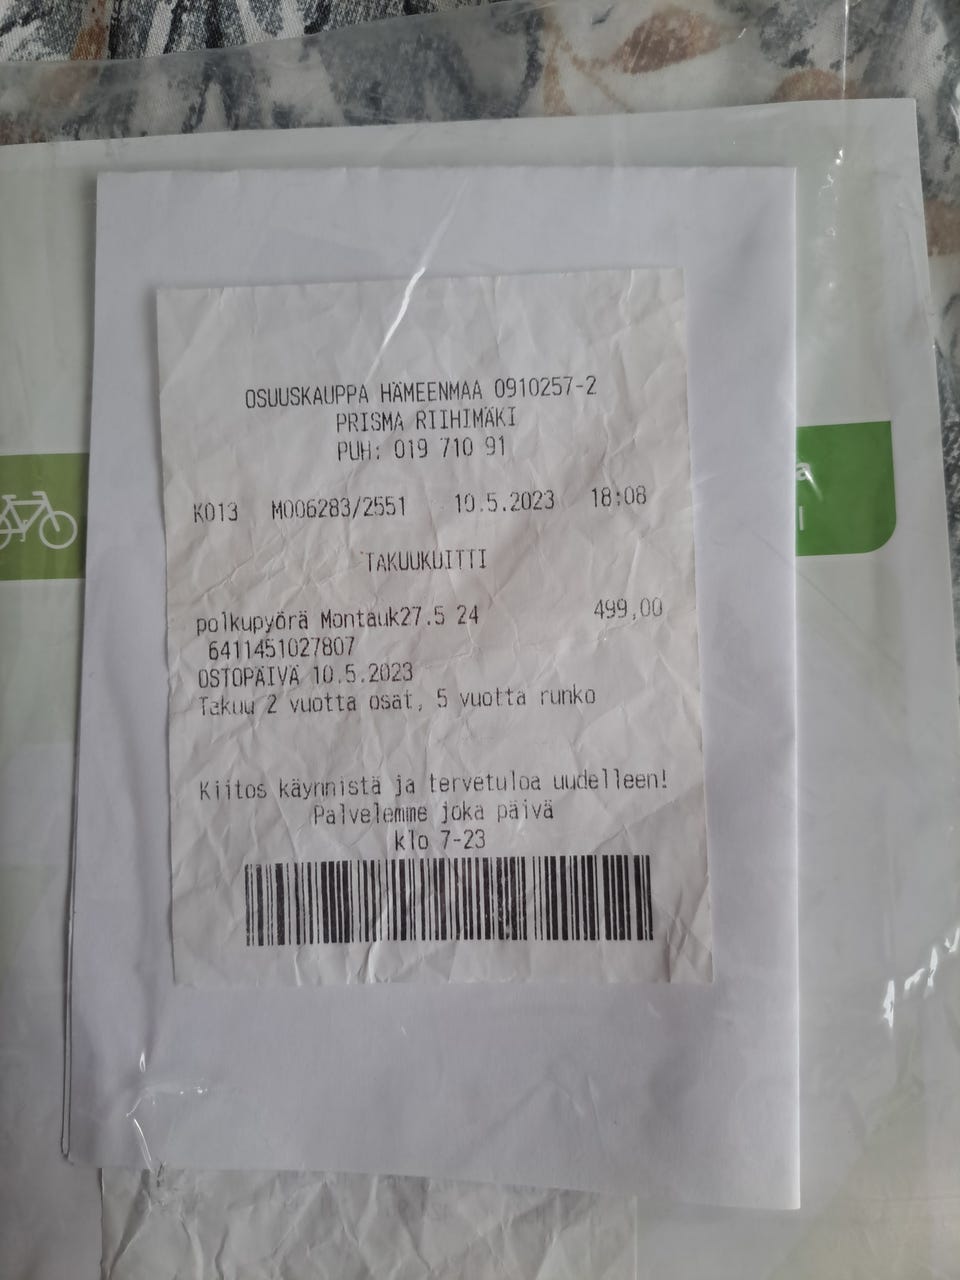 OSUUSKAUPPA HÄMEENMAA 0910257-2
PRISMA RIIHIMÄKI
PUH: 019 710 91
K013 M006283/2551 10.5.2023 18:08
TAKUUKUITTI
polkupyörä Montauk27.5 24 499,00
6411451027807
OSTOPÄIVÄ 10.5.2023
Takuu 2 vuotta osat, 5 vuotta runko
Kiitos käynnistä ja tervetuloa uudelleen!
Palvelemme joka päivä
klo 7-23